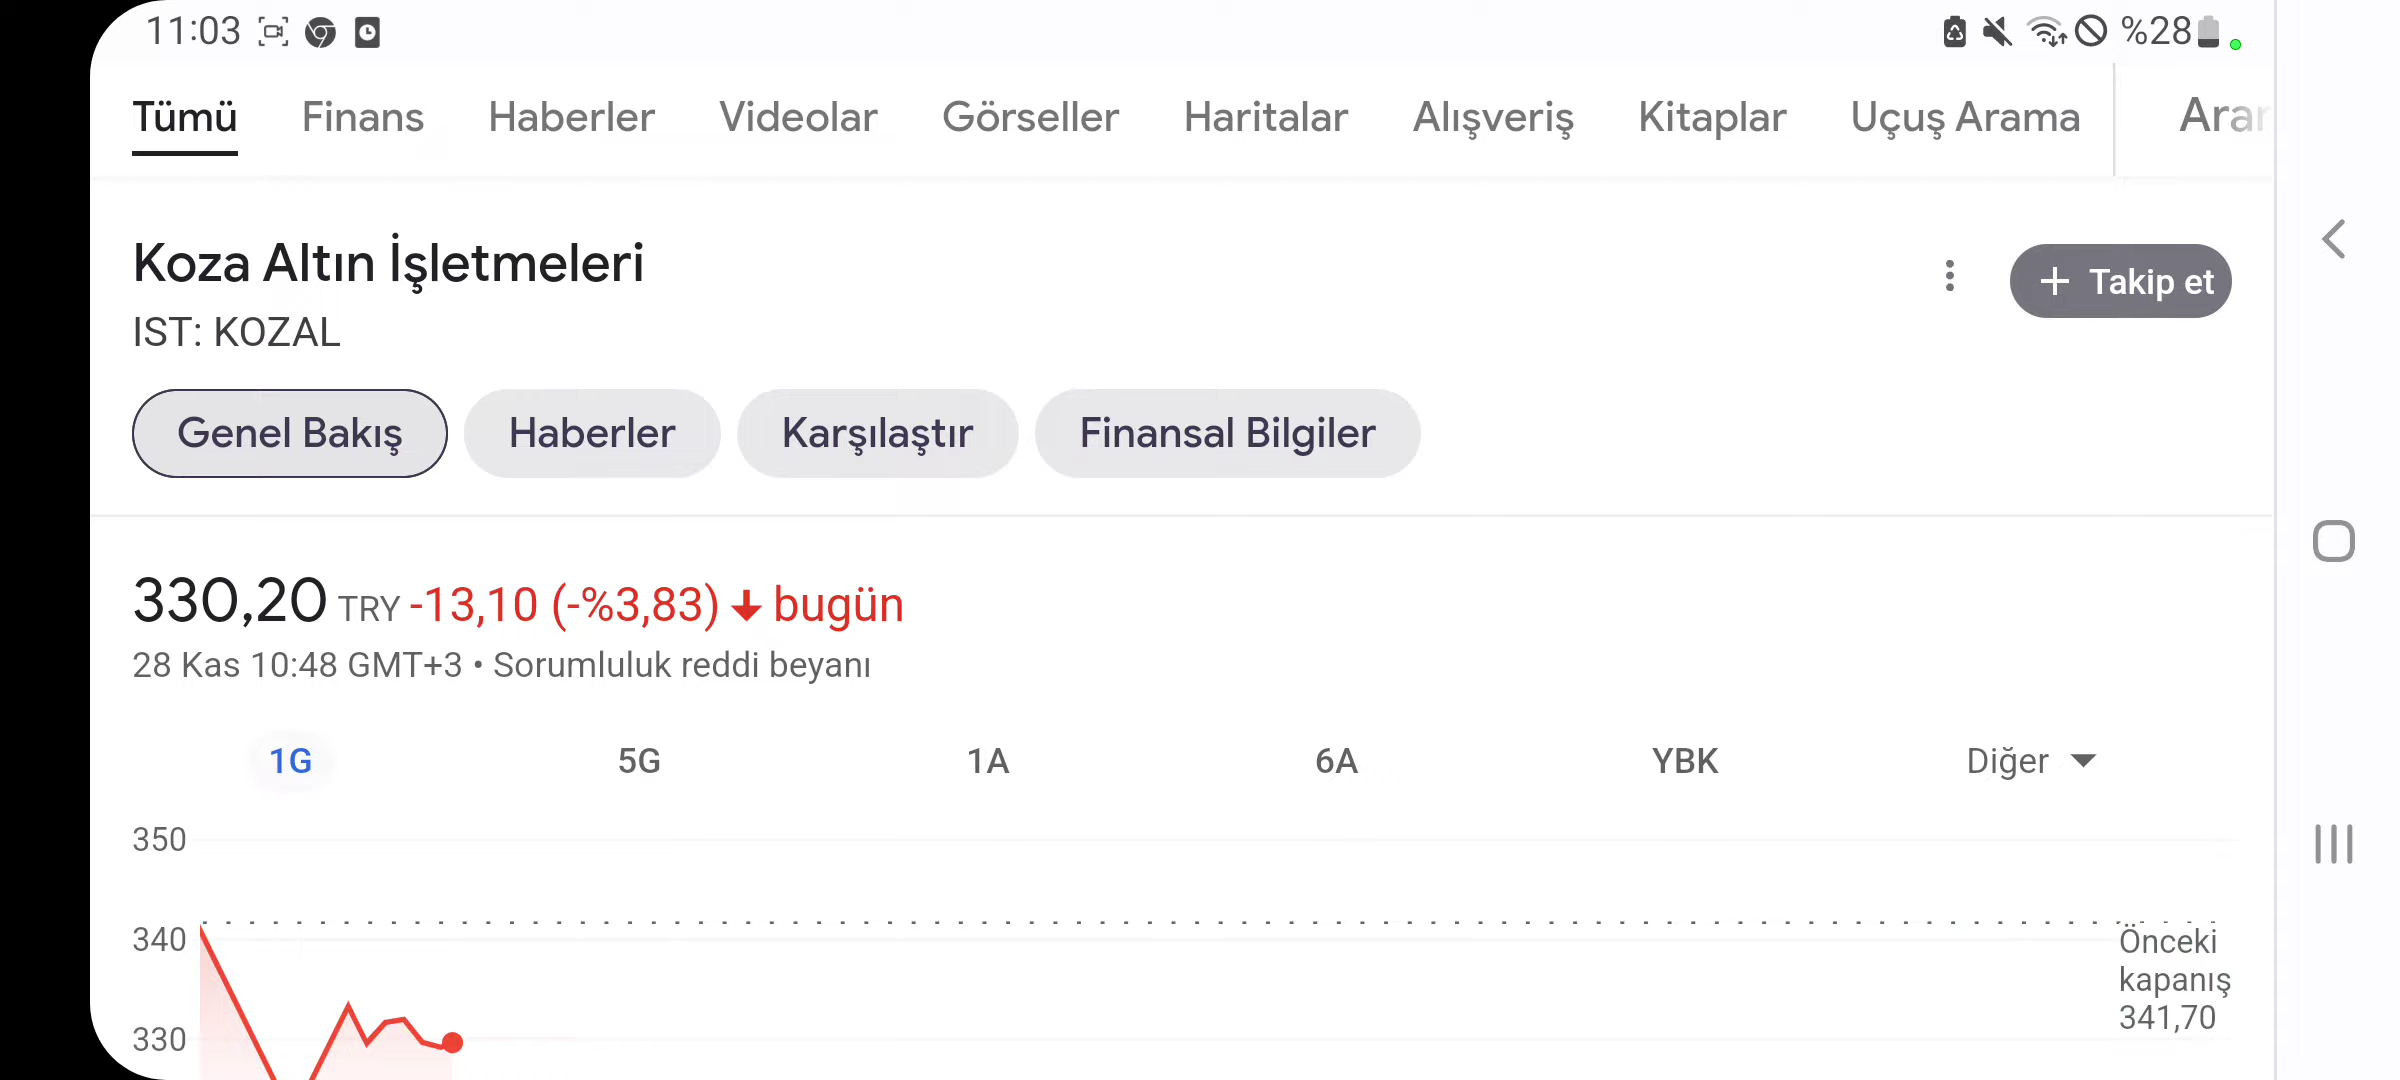 11:03 %28
Tümü Finans Haberler Videolar Görseller Haritalar Alışveriş Kitaplar Uçuş Arama Arar
Koza Altın İşletmeleri
+ Takip et
IST: KOZAL
Genel Bakış Haberler Karşılaştır Finansal Bilgiler
330,20 TRY -13,10 (-%3,83) bugün
28 Kas 10:48 GMT+3 • Sorumluluk reddi beyanı
1G 5G 1A 6A YBK Diğer
350
340
330
Önceki
kapanış
341,70